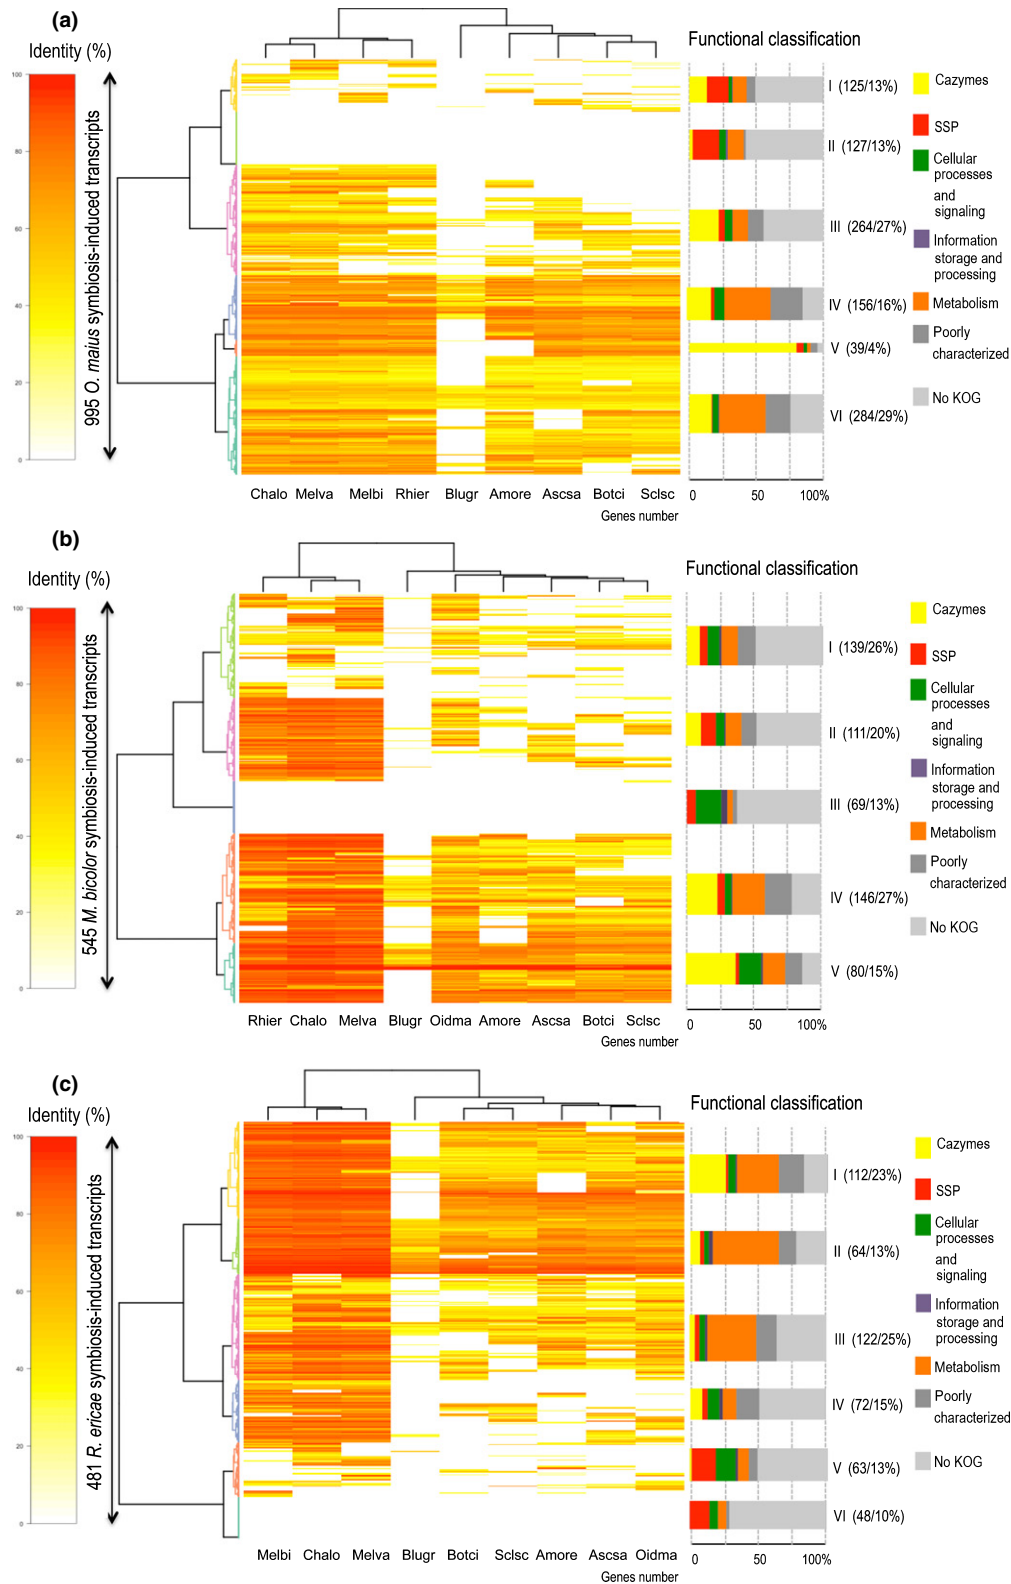 (a)
Identity (%)
100
80
60
40
20
0
995 O. maius symbiosis-induced transcripts
Chalo Melva Melbi Rhier Blugr Amore Ascsa Botci Sclsc
Genes number
Functional classification
I (125/13%)
II (127/13%)
III (264/27%)
IV (156/16%)
V (39/4%)
VI (284/29%)
0 50 100%
Cazymes
SSP
Cellular
processes
and
signaling
Information
storage and
processing
Metabolism
Poorly
characterized
No KOG
(b)
Identity (%)
100
80
60
40
20
0
545 M. bicolor symbiosis-induced transcripts
Rhier Chalo Melva Blugr Oidma Amore Ascsa Botci Sclsc
Genes number
Functional classification
I (139/26%)
II (111/20%)
III (69/13%)
IV (146/27%)
V (80/15%)
0 50 100%
Cazymes
SSP
Cellular
processes
and
signaling
Information
storage and
processing
Metabolism
Poorly
characterized
No KOG
(c)
Identity (%)
100
80
60
40
20
0
481 R. ericae symbiosis-induced transcripts
Melbi Chalo Melva Blugr Botci Sclsc Amore Ascsa Oidma
Genes number
Functional classification
I (112/23%)
II (64/13%)
III (122/25%)
IV (72/15%)
V (63/13%)
VI (48/10%)
0 50 100%
Cazymes
SSP
Cellular
processes
and
signaling
Information
storage and
processing
Metabolism
Poorly
characterized
No KOG